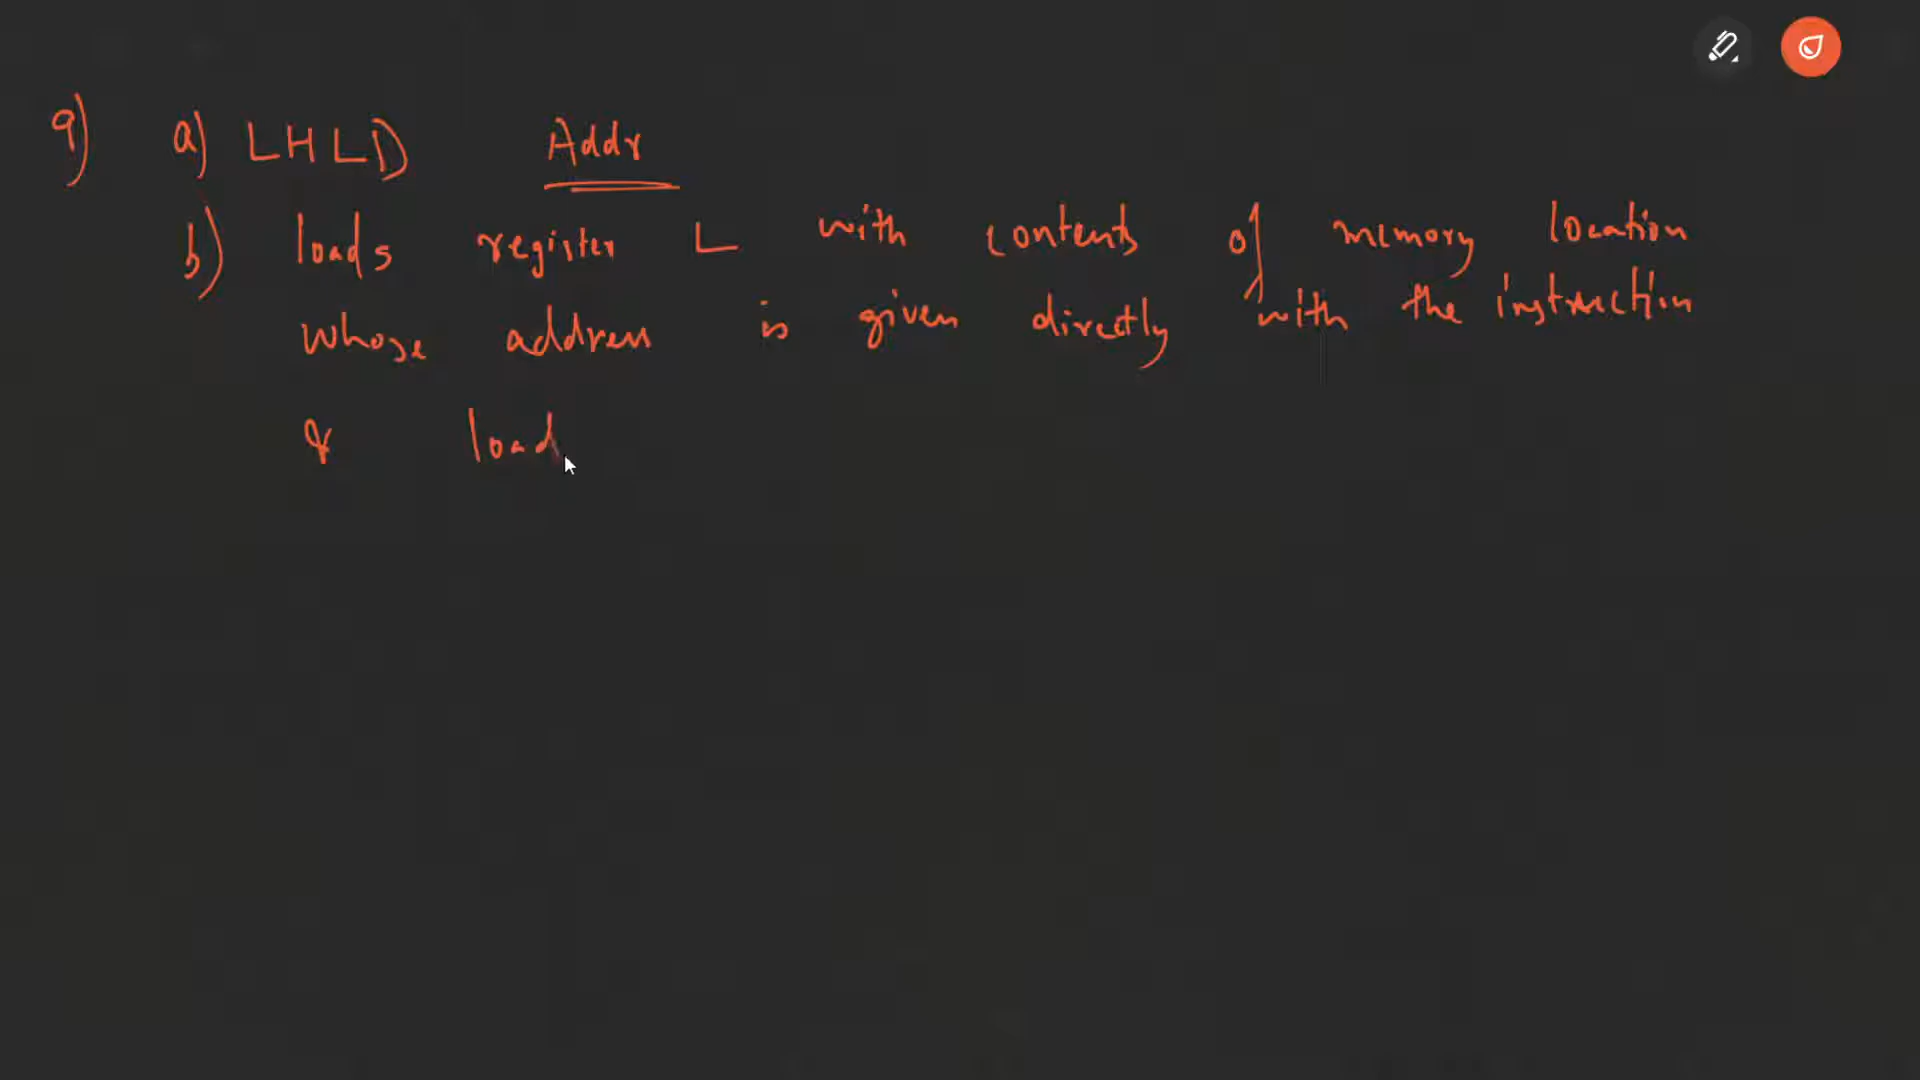 9) a) LHLD Addr
b) loads register L with contents of memory location
whose address is given directly with the instruction
& load